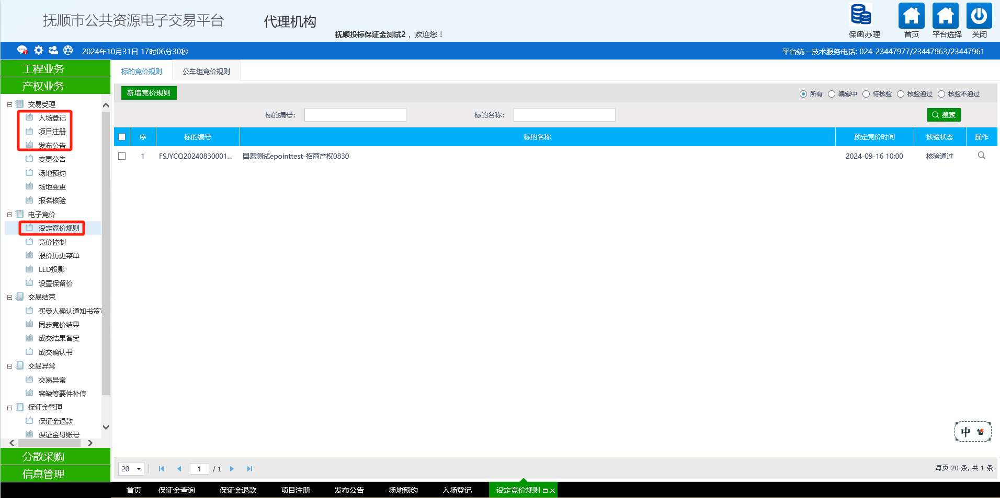 抚顺市公共资源电子交易平台
代理机构
抚顺投标保证金测试2 ，欢迎您！
保函办理
首页
平台选择
关闭
2024年10月31日 17时06分30秒
平台统一技术服务电话: 024-23447977/23447963/23447961
工程业务
产权业务
交易受理
入场登记
项目注册
发布公告
变更公告
场地预约
场地变更
报名核验
电子竞价
设定竞价规则
竞价控制
报价历史菜单
LED投影
设置保留价
交易结束
买受人确认通知书签
同步竞价结果
成交结果备案
成交确认书
交易异常
交易异常
容缺等要件补传
保证金管理
保证金退款
保证金母账号
分散采购
信息管理
标的竞价规则
公车组竞价规则
新增竞价规则
所有 编辑中 待核验 核验通过 核验不通过
标的编号:
标的名称:
搜索
序 标的编号 标的名称 预定竞价时间 核验状态 操作
1 FSJYCQ20240830001... 国泰测试epointtest-招商产权0830 2024-09-16 10:00 核验通过
中
20 1 / 1
每页 20 条, 共 1 条
首页 保证金查询 保证金退款 项目注册 发布公告 场地预约 入场登记 设定竞价规则